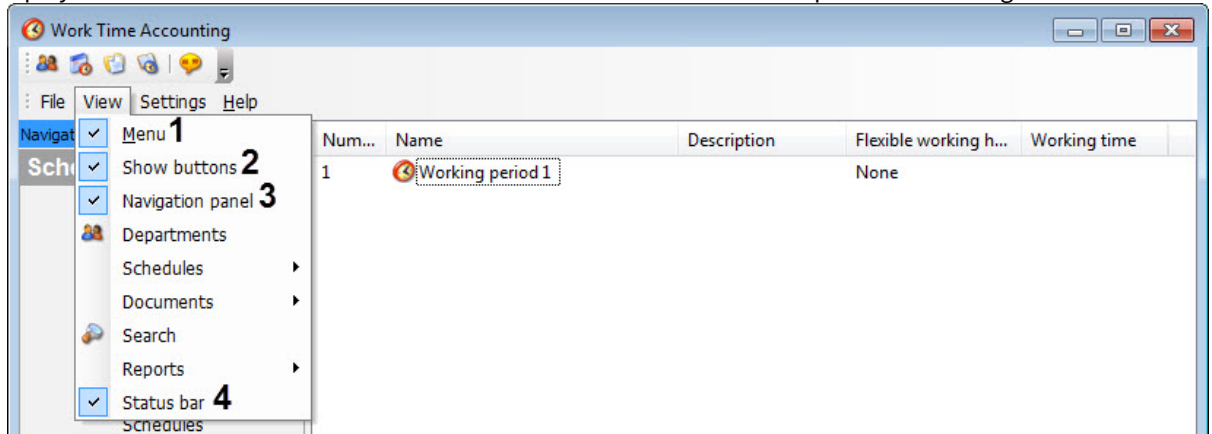 Work Time Accounting
File View Settings Help
Navigat
Sche
Menu 1
Show buttons 2
Navigation panel 3
Departments
Schedules
Documents
Search
Reports
Status bar 4
Schedules
Num... Name Description Flexible working h... Working time
1 Working period 1 None